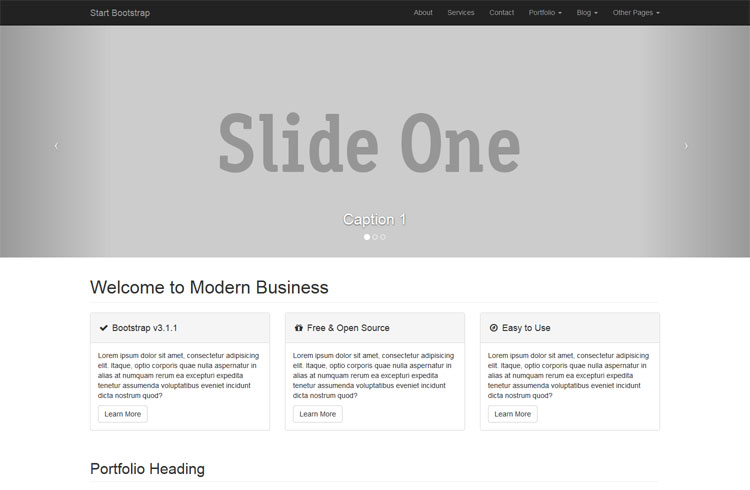 Start Bootstrap About Services Contact Portfolio Blog Other Pages
Slide One
Caption 1
Welcome to Modern Business
Bootstrap v3.1.1
Lorem ipsum dolor sit amet, consectetur adipisicing
elit. Itaque, optio corporis quae nulla aspernatur in
alias at numquam rerum ea excepturi expedita
tenetur assumenda voluptatibus eveniet incidunt
dicta nostrum quod?
Learn More
Free & Open Source
Lorem ipsum dolor sit amet, consectetur adipisicing
elit. Itaque, optio corporis quae nulla aspernatur in
alias at numquam rerum ea excepturi expedita
tenetur assumenda voluptatibus eveniet incidunt
dicta nostrum quod?
Learn More
Easy to Use
Lorem ipsum dolor sit amet, consectetur adipisicing
elit. Itaque, optio corporis quae nulla aspernatur in
alias at numquam rerum ea excepturi expedita
tenetur assumenda voluptatibus eveniet incidunt
dicta nostrum quod?
Learn More
Portfolio Heading